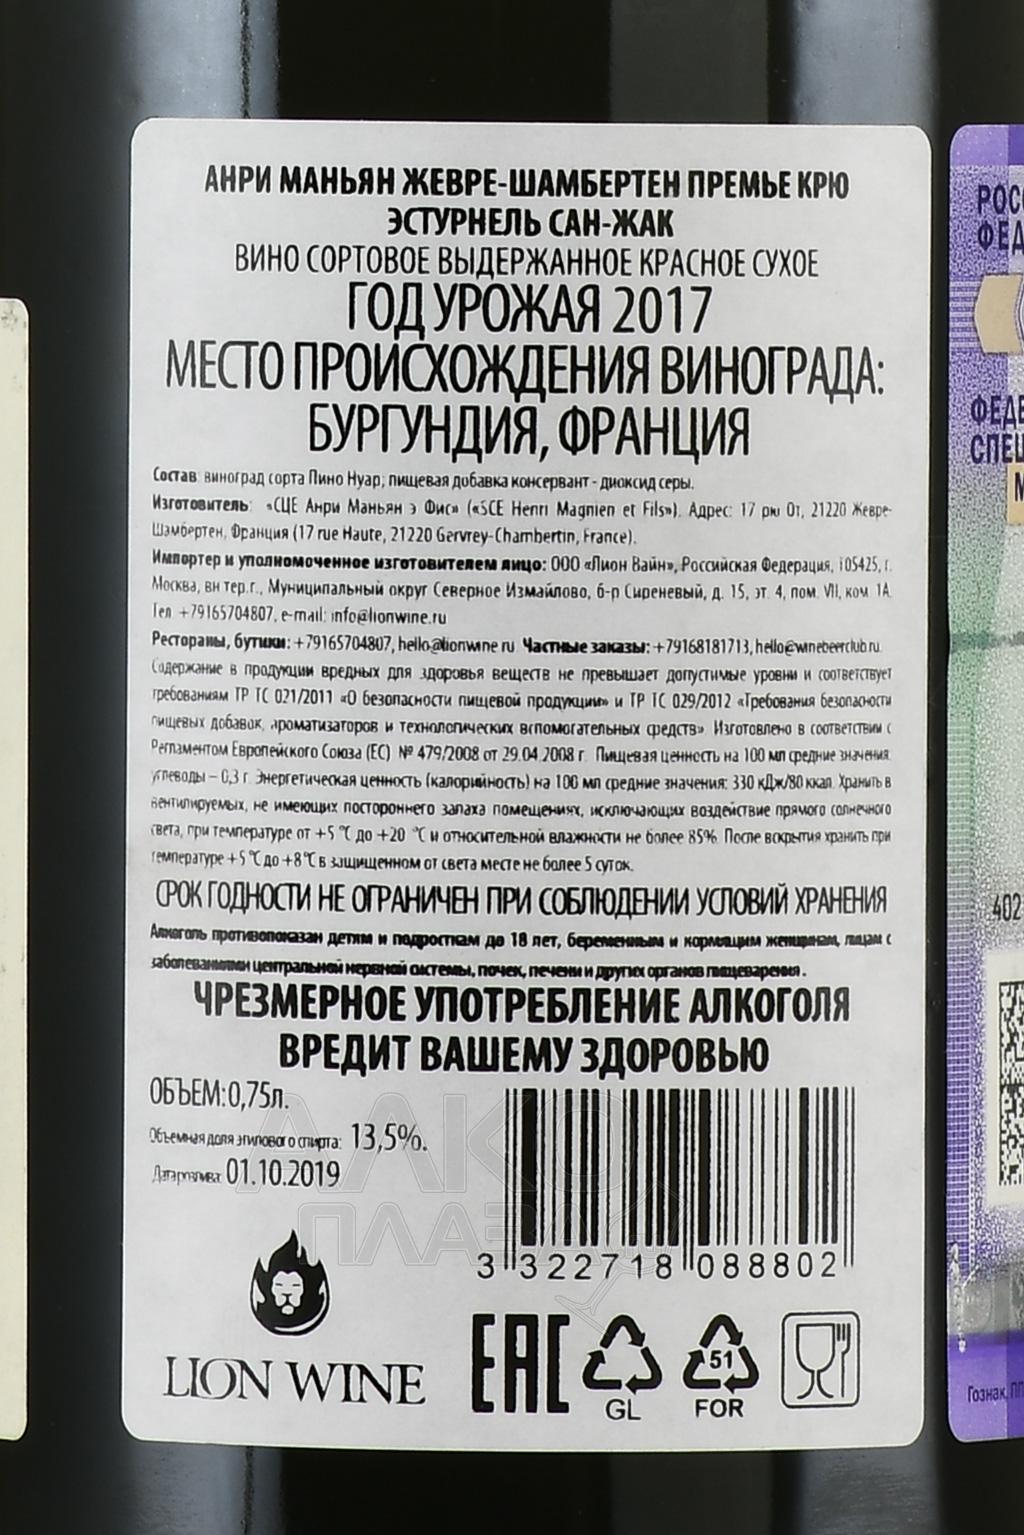 АНРИ МАНЬЯН ЖЕВРЕ-ШАМБЕРТЕН ПРЕМЬЕ КРЮ
ЭСТУРНЕЛЬ САН-ЖАК
ВИНО СОРТОВОЕ ВЫДЕРЖАННОЕ КРАСНОЕ СУХОЕ
ГОД УРОЖАЯ 2017
МЕСТО ПРОИСХОЖДЕНИЯ ВИНОГРАДА:
БУРГУНДИЯ, ФРАНЦИЯ
Состав: виноград сорта Пино Нуар, пищевая добавка консервант - диоксид серы.
Изготовитель: «СЦЕ Анри Маньян э Фис» («SCE Henri Magnien et Fils»). Адрес: 17 рю От, 21220 Жевре-
Шамбертен, Франция (17 rue Haute, 21220 Gervrey-Chambertin, France).
Импортер и уполномоченное изготовителем лицо: ООО «Лион Вайн», Российская Федерация, 105425, г.
Москва, вн тер.г., Муниципальный округ Северное Измайлово, б-р Сиреневый, д. 15, эт. 4, пом. VII, ком 1А.
Тел. +79165704807, e-mail: info@lionwine.ru
Рестораны, бутики: +79165704807, hello@lionwine.ru Частные заказы: +79168181713, hello@winebeerclub.ru.
Содержание в продукции вредных для здоровья веществ не превышает допустимые уровни и соответствует
требованиям ТР ТС 021/2011 «О безопасности пищевой продукции» и ТР ТС 029/2012 «Требования безопасности
пищевых добавок, ароматизаторов и технологических вспомогательных средств». Изготовлено в соответствии с
Регламентом Европейского Союза (ЕС) № 479/2008 от 29.04.2008 г. Пищевая ценность на 100 мл средние значения:
углеводы – 0,3 г. Энергетическая ценность (калорийность) на 100 мл средние значения: 330 кДж/80 ккал. Хранить в
вентилируемых, не имеющих постороннего запаха помещениях, исключающих воздействие прямого солнечного
света, при температуре от +5 °С до +20 °С и относительной влажности не более 85%. После вскрытия хранить при
температуре +5 °С до +8°С в защищенном от света месте не более 5 суток.
СРОК ГОДНОСТИ НЕ ОГРАНИЧЕН ПРИ СОБЛЮДЕНИИ УСЛОВИЙ ХРАНЕНИЯ
Алкоголь противопоказан детям и подросткам до 18 лет, беременным и кормящим женщинам, лицам с
заболеваниями центральной нервной системы, почек, печени и других органов пищеварения.
ЧРЕЗМЕРНОЕ УПОТРЕБЛЕНИЕ АЛКОГОЛЯ
ВРЕДИТ ВАШЕМУ ЗДОРОВЬЮ
ОБЪЕМ:0,75л.
Объемная доля этилового спирта: 13,5%.
Дата розлива: 01.10.2019
3 322718 088802
LION WINE
EAC
GL
51
FOR
АЛКО
ПЛАЗА
РОСС
ФЕД
ФЕДЕ
СПЕЦ
М
402
Гознак, ПП